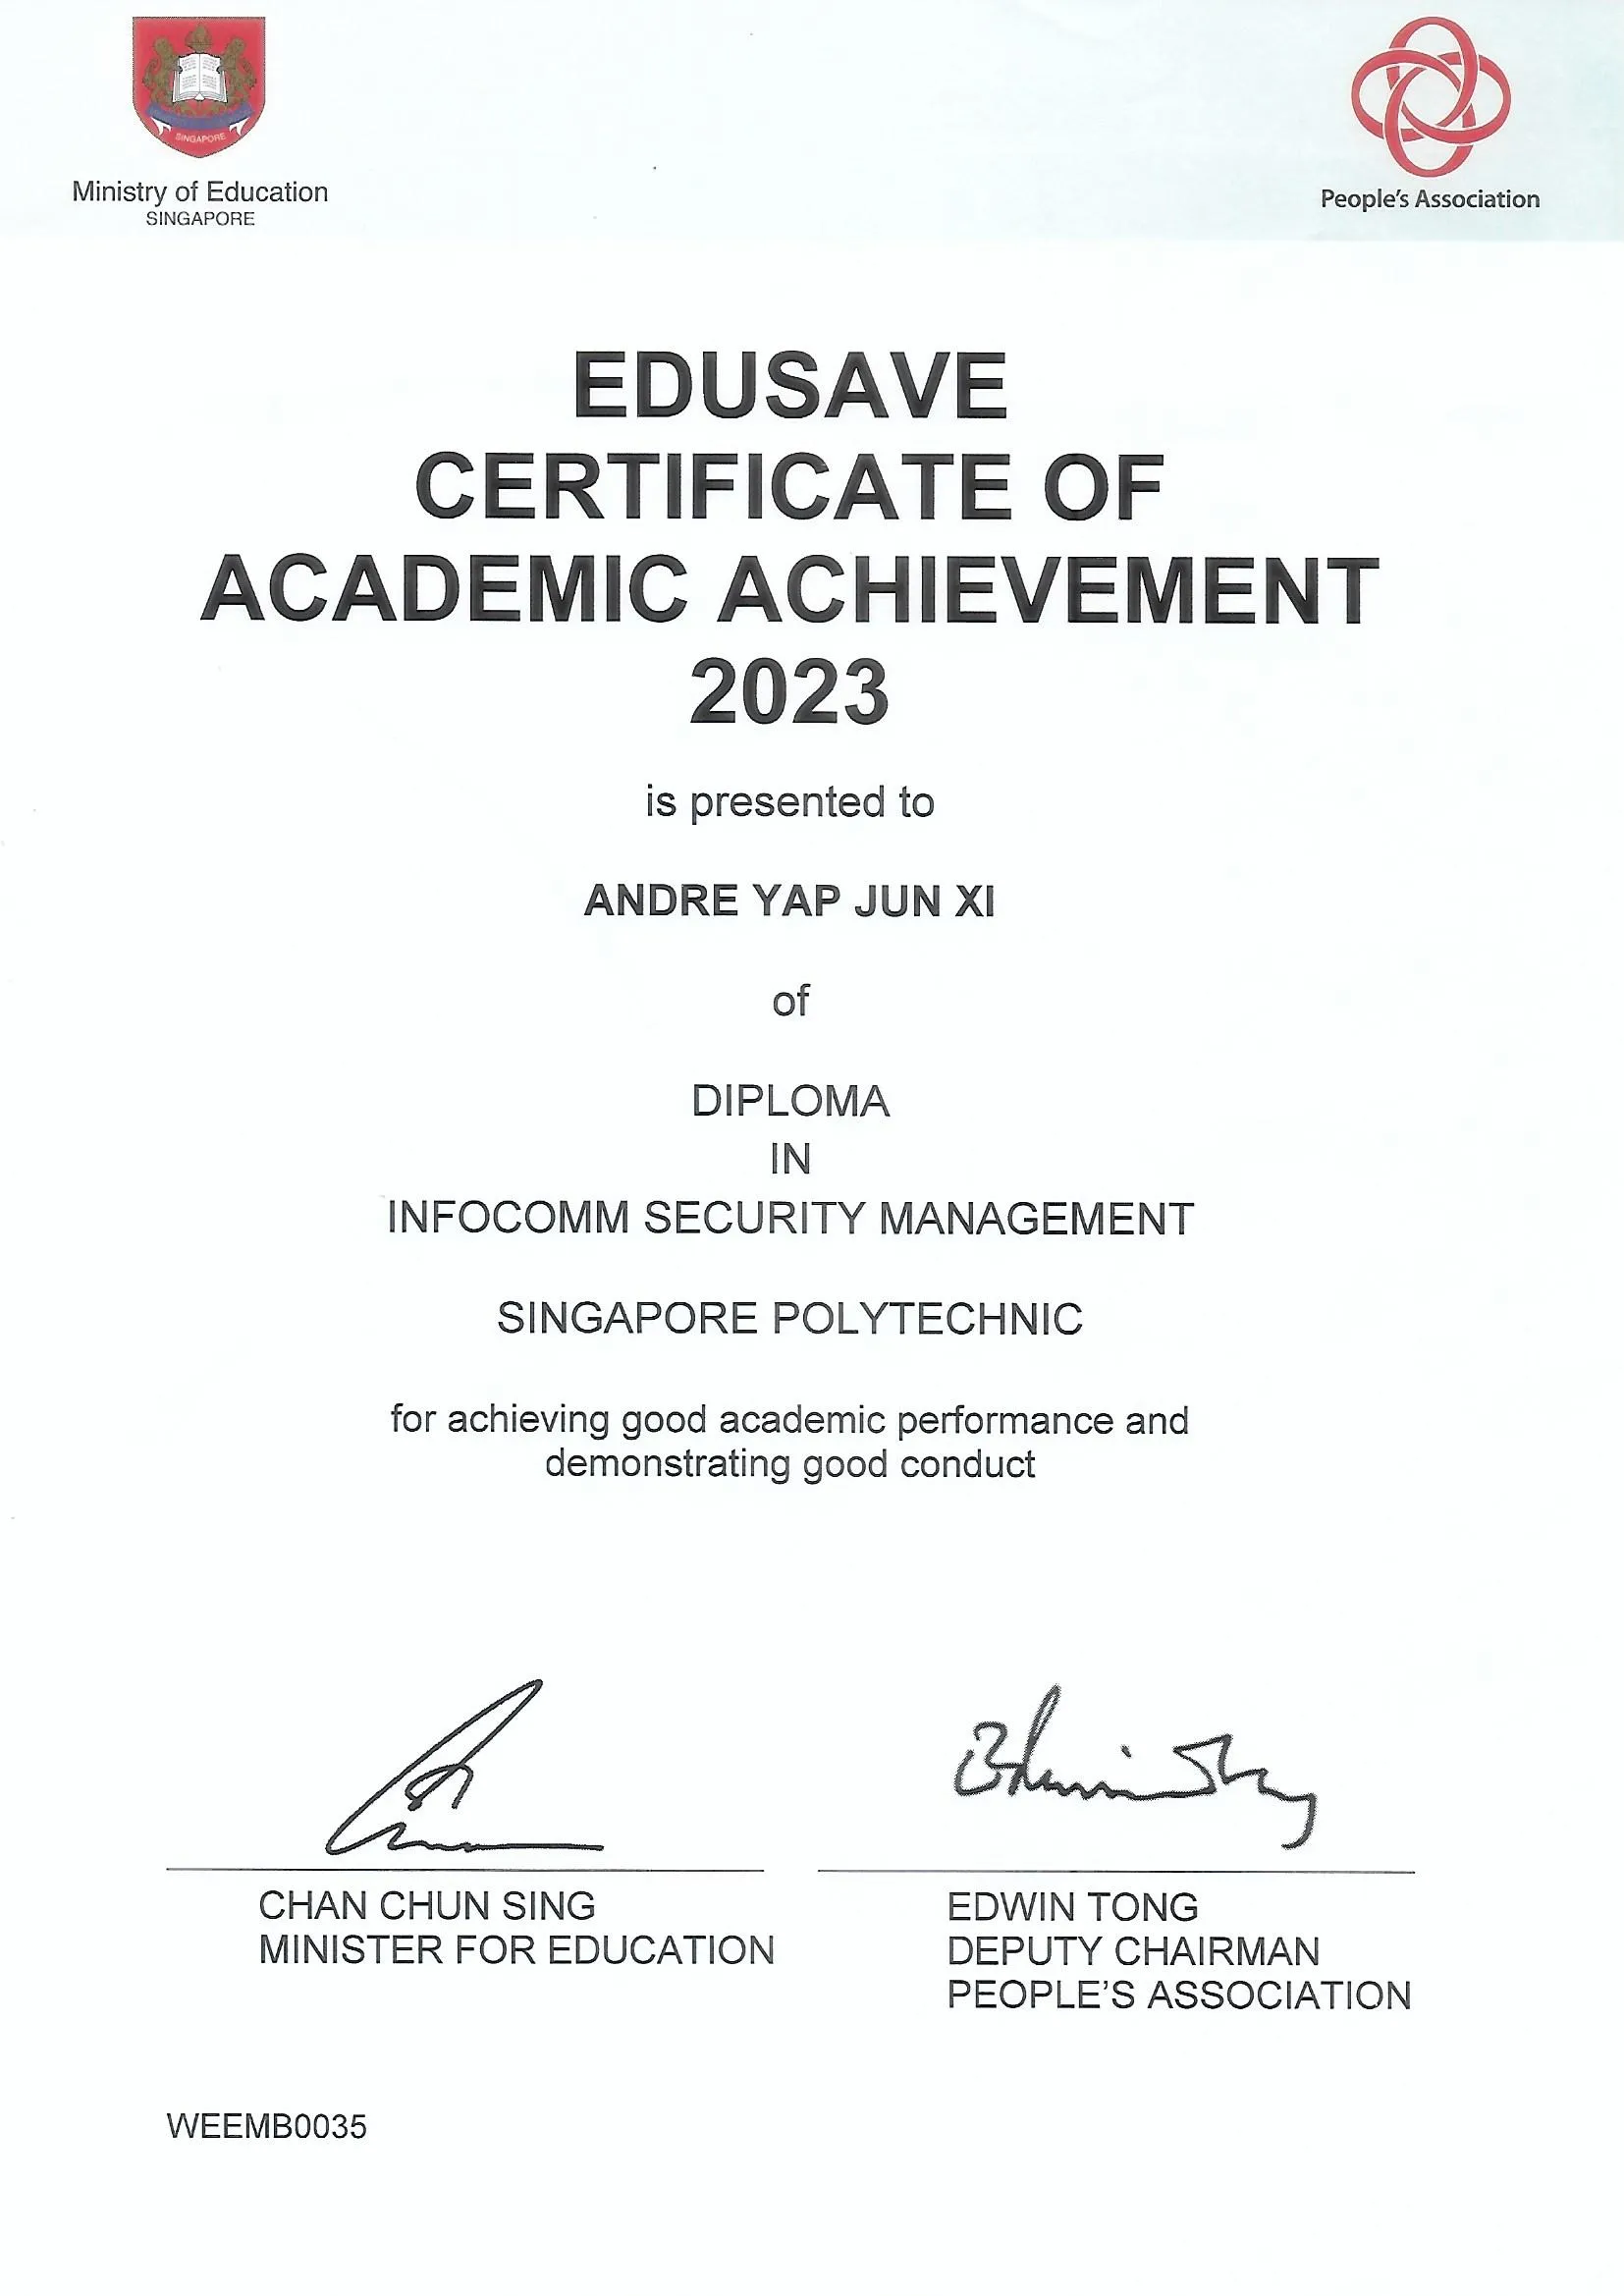 SINGAPORE
Ministry of Education
SINGAPORE
People's Association
EDUSAVE
CERTIFICATE OF
ACADEMIC ACHIEVEMENT
2023
is presented to
ANDRE YAP JUN XI
of
DIPLOMA
IN
INFOCOMM SECURITY MANAGEMENT
SINGAPORE POLYTECHNIC
for achieving good academic performance and
demonstrating good conduct
CHAN CHUN SING
MINISTER FOR EDUCATION
EDWIN TONG
DEPUTY CHAIRMAN
PEOPLE'S ASSOCIATION
WEEMB0035